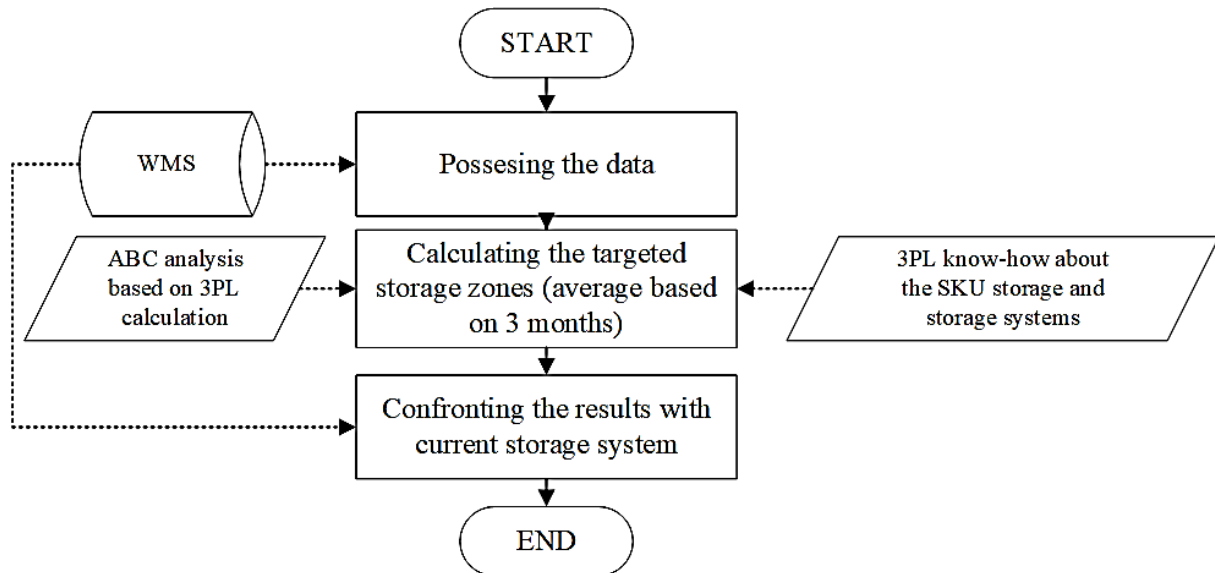 START
WMS
Possesing the data
ABC analysis
based on 3PL
calculation
Calculating the targeted
storage zones (average based
on 3 months)
3PL know-how about
the SKU storage and
storage systems
Confronting the results with
current storage system
END